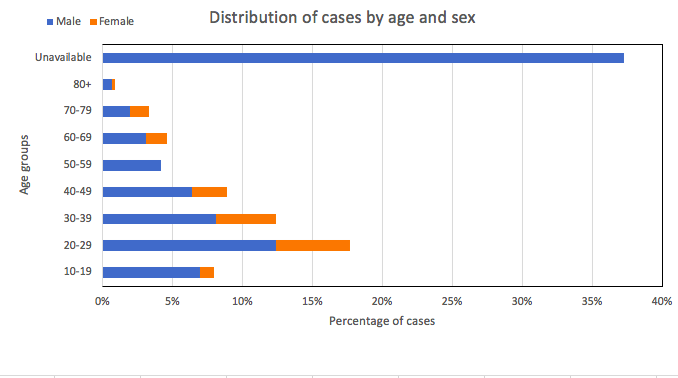 Distribution of cases by age and sex
Male Female
Unavailable
80+
70-79
60-69
50-59
40-49
30-39
20-29
10-19
Age groups
0% 5% 10% 15% 20% 25% 30% 35% 40%
Percentage of cases